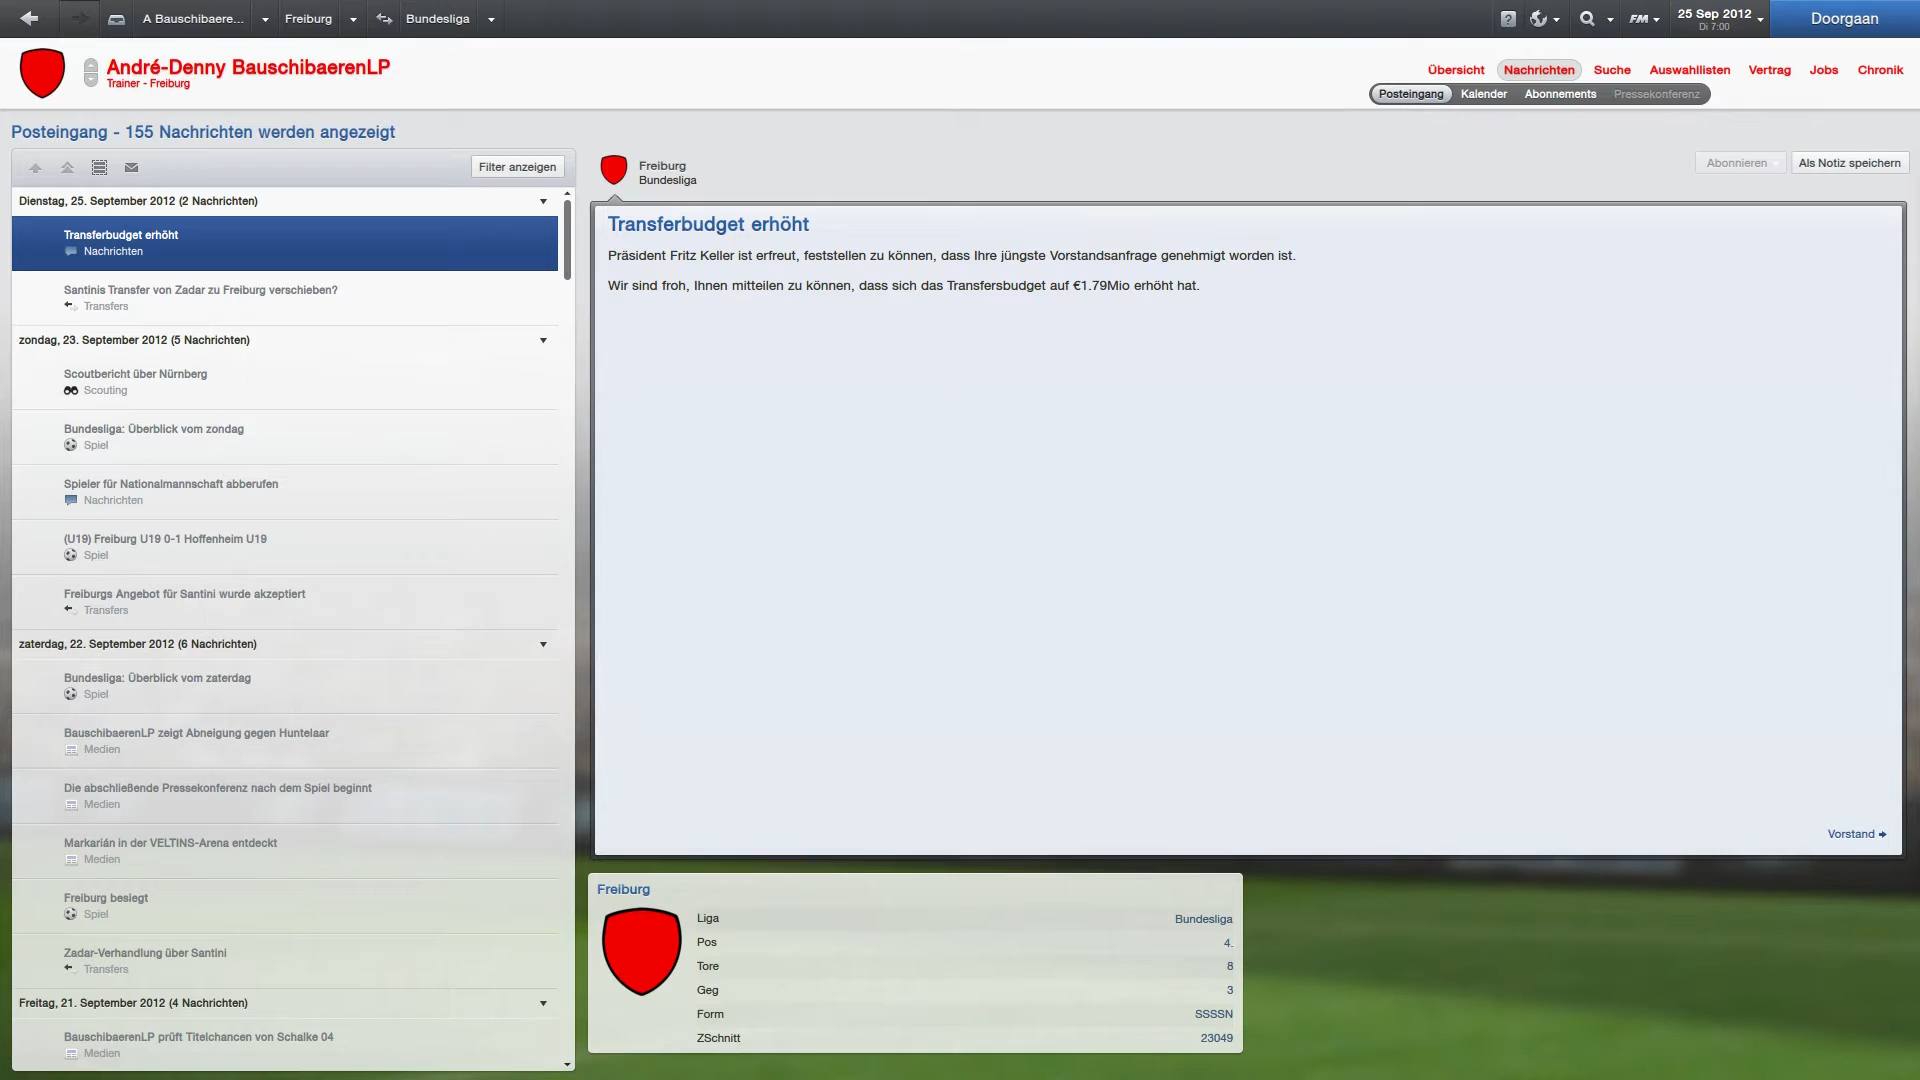 A Bauschibaere...
Freiburg
Bundesliga
?
FM
25 Sep 2012
Di 7:00
Doorgaan
André-Denny BauschibaerenLP
Trainer - Freiburg
Übersicht
Nachrichten
Suche
Auswahllisten
Vertrag
Jobs
Chronik
Posteingang
Kalender
Abonnements
Pressekonferenz
Posteingang - 155 Nachrichten werden angezeigt
Filter anzeigen
Dienstag, 25. September 2012 (2 Nachrichten)
Transferbudget erhöht
Nachrichten
Santinis Transfer von Zadar zu Freiburg verschieben?
Transfers
zondag, 23. September 2012 (5 Nachrichten)
Scoutbericht über Nürnberg
Scouting
Bundesliga: Überblick vom zondag
Spiel
Spieler für Nationalmannschaft abberufen
Nachrichten
(U19) Freiburg U19 0-1 Hoffenheim U19
Spiel
Freiburgs Angebot für Santini wurde akzeptiert
Transfers
zaterdag, 22. September 2012 (6 Nachrichten)
Bundesliga: Überblick vom zaterdag
Spiel
BauschibaerenLP zeigt Abneigung gegen Huntelaar
Medien
Die abschließende Pressekonferenz nach dem Spiel beginnt
Medien
Markarián in der VELTINS-Arena entdeckt
Medien
Freiburg besiegt
Spiel
Zadar-Verhandlung über Santini
Transfers
Freitag, 21. September 2012 (4 Nachrichten)
BauschibaerenLP prüft Titelchancen von Schalke 04
Medien
Freiburg
Bundesliga
Abonnieren
Als Notiz speichern
Transferbudget erhöht
Präsident Fritz Keller ist erfreut, feststellen zu können, dass Ihre jüngste Vorstandsanfrage genehmigt worden ist.
Wir sind froh, Ihnen mitteilen zu können, dass sich das Transfersbudget auf €1.79Mio erhöht hat.
Vorstand
Freiburg
Liga Bundesliga
Pos 4.
Tore 8
Geg 3
Form SSSSN
ZSchnitt 23049